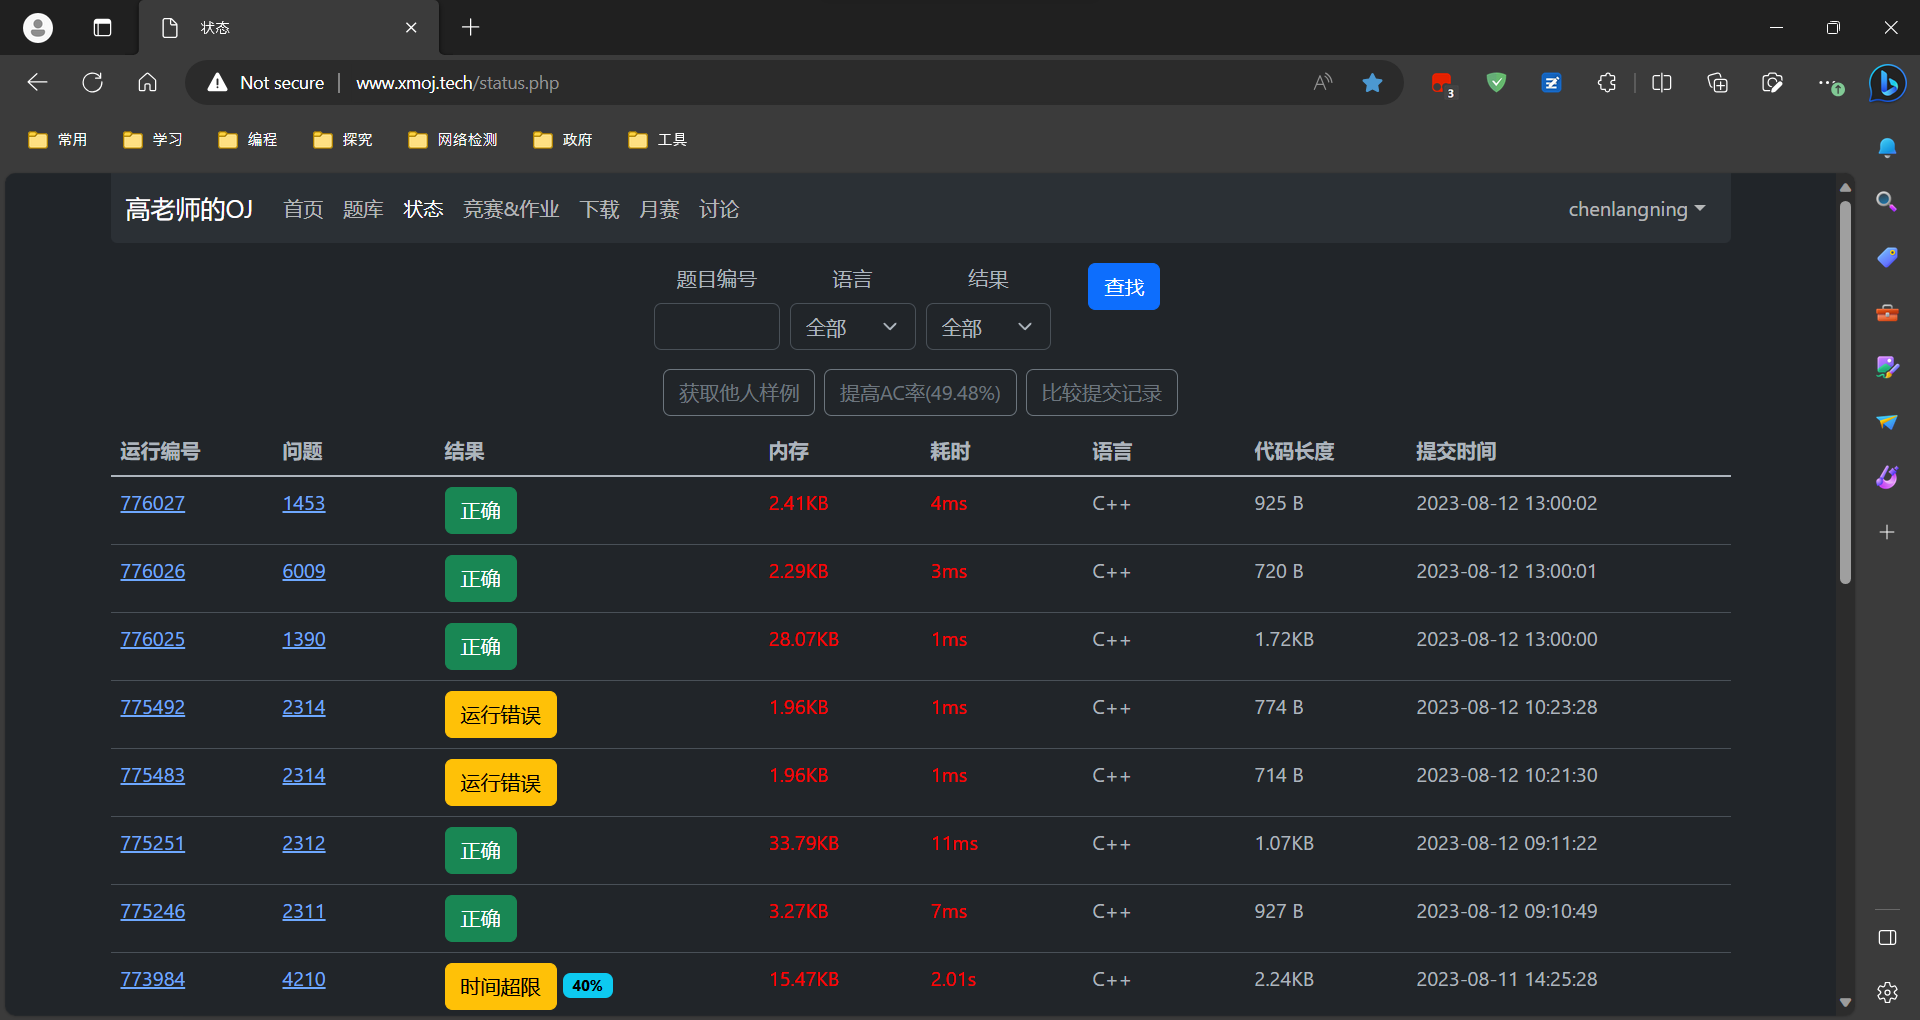 状态
Not secure www.xmoj.tech/status.php
3
常用 学习 编程 探究 网络检测 政府 工具
高老师的OJ 首页 题库 状态 竞赛&作业 下载 月赛 讨论 chenlangning
题目编号 语言 结果 查找
全部 全部
获取他人样例 提高AC率(49.48%) 比较提交记录
运行编号 问题 结果 内存 耗时 语言 代码长度 提交时间
776027 1453 正确 2.41KB 4ms C++ 925 B 2023-08-12 13:00:02
776026 6009 正确 2.29KB 3ms C++ 720 B 2023-08-12 13:00:01
776025 1390 正确 28.07KB 1ms C++ 1.72KB 2023-08-12 13:00:00
775492 2314 运行错误 1.96KB 1ms C++ 774 B 2023-08-12 10:23:28
775483 2314 运行错误 1.96KB 1ms C++ 714 B 2023-08-12 10:21:30
775251 2312 正确 33.79KB 11ms C++ 1.07KB 2023-08-12 09:11:22
775246 2311 正确 3.27KB 7ms C++ 927 B 2023-08-12 09:10:49
773984 4210 时间超限 40% 15.47KB 2.01s C++ 2.24KB 2023-08-11 14:25:28